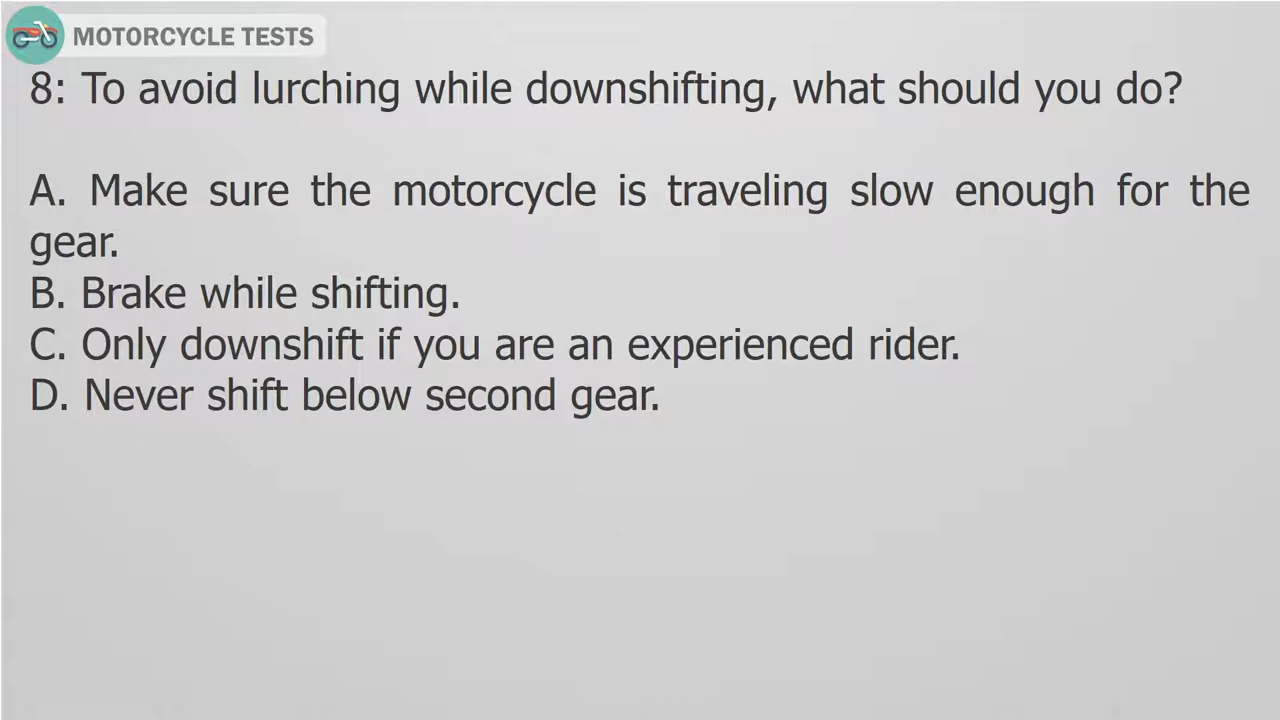 MOTORCYCLE TESTS
8: To avoid lurching while downshifting, what should you do?
A. Make sure the motorcycle is traveling slow enough for the
gear.
B. Brake while shifting.
C. Only downshift if you are an experienced rider.
D. Never shift below second gear.